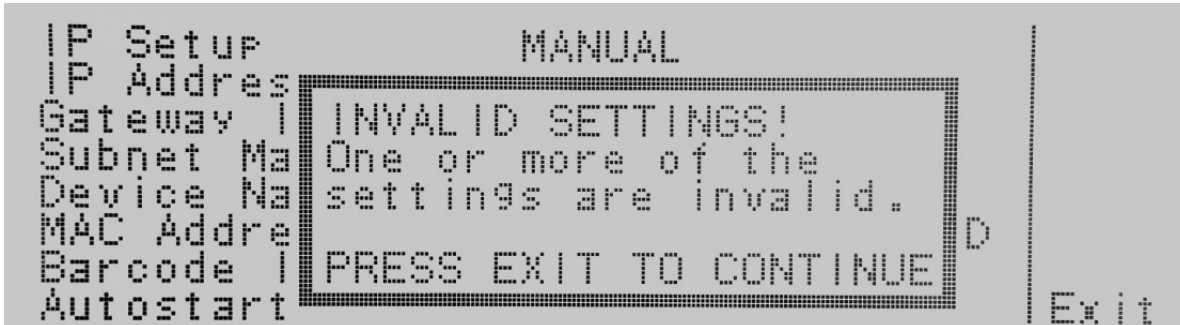 IP Setup MANUAL
IP Addres
Gateway I
INVALID SETTINGS!
Subnet Ma
One or more of the
Device Na
settings are invalid.
MAC Addre D
Barcode I
PRESS EXIT TO CONTINUE
Autostart
Exit